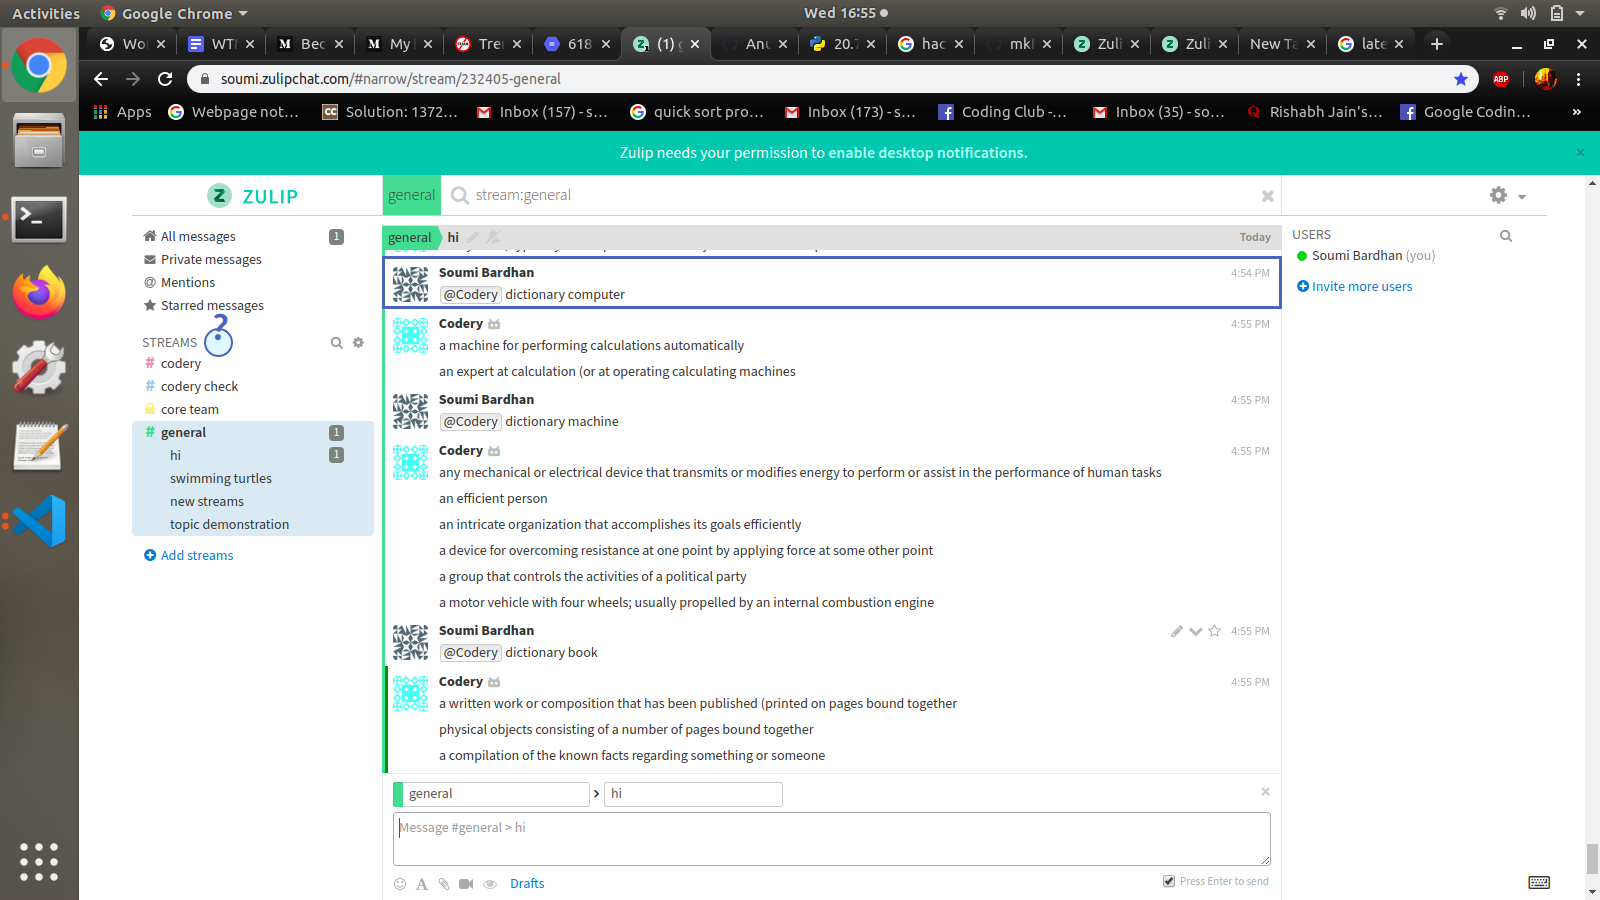 Activities Google Chrome Wed 16:55
Wo WTM Bec My Trer 618 (1) Anu 20.7 hac mkf Zuli Zuli New Ta late
soumi.zulipchat.com/#narrow/stream/232405-general ABP
Apps Webpage not... CC Solution: 1372... Inbox (157) - s... quick sort pro... Inbox (173) - s... Coding Club -... Inbox (35) - so... Rishabh Jain's... Google Codin... »
Zulip needs your permission to enable desktop notifications.
ZULIP
general stream:general
All messages 1
Private messages
@ Mentions
Starred messages
?
STREAMS
# codery
# codery check
core team
# general 1
hi 1
swimming turtles
new streams
topic demonstration
Add streams
general hi Today
Soumi Bardhan 4:54 PM
@Codery dictionary computer
Codery 4:55 PM
a machine for performing calculations automatically
an expert at calculation (or at operating calculating machines
Soumi Bardhan 4:55 PM
@Codery dictionary machine
Codery 4:55 PM
any mechanical or electrical device that transmits or modifies energy to perform or assist in the performance of human tasks
an efficient person
an intricate organization that accomplishes its goals efficiently
a device for overcoming resistance at one point by applying force at some other point
a group that controls the activities of a political party
a motor vehicle with four wheels; usually propelled by an internal combustion engine
Soumi Bardhan 4:55 PM
@Codery dictionary book
Codery 4:55 PM
a written work or composition that has been published (printed on pages bound together
physical objects consisting of a number of pages bound together
a compilation of the known facts regarding something or someone
general > hi
Message #general > hi
Drafts
Press Enter to send
USERS
Soumi Bardhan (you)
Invite more users